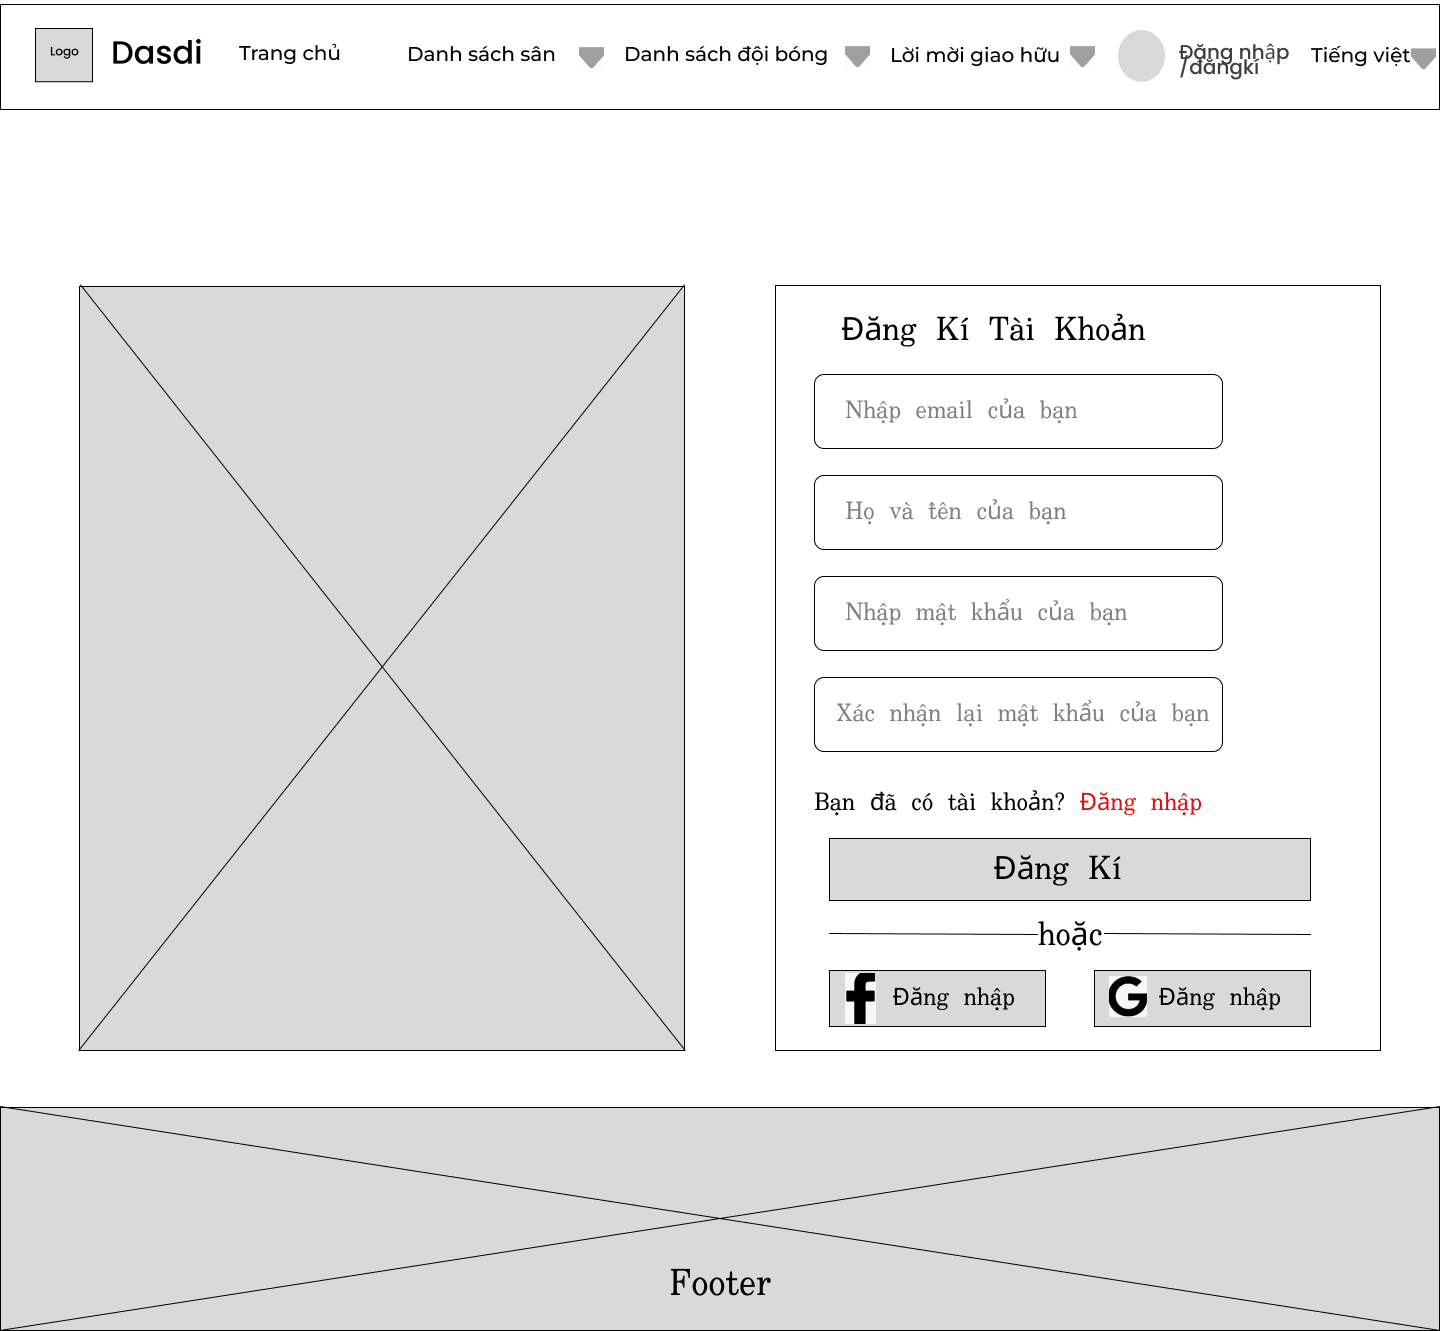 Logo
Dasdi
Trang chủ
Danh sách sân
Danh sách đội bóng
Lời mời giao hữu
Đăng nhập
/đăngkí
Tiếng việt
Đăng Kí Tài Khoản
Nhập email của bạn
Họ và tên của bạn
Nhập mật khẩu của bạn
Xác nhận lại mật khẩu của bạn
Bạn đã có tài khoản? Đăng nhập
Đăng Kí
hoặc
Đăng nhập
Đăng nhập
Footer